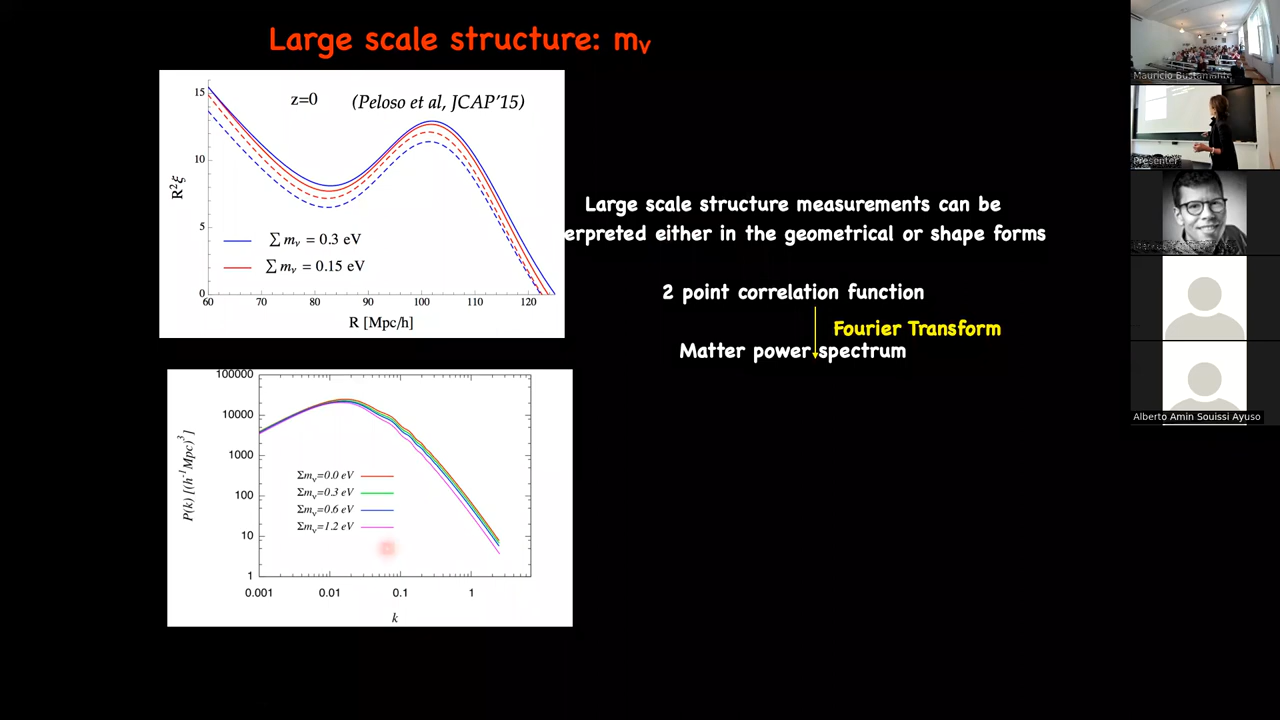 Large scale structure: mν
z=0 (Peloso et al, JCAP'15)
15
10
5
0
R²ξ
∑ mν = 0.3 eV
∑ mν = 0.15 eV
60 70 80 90 100 110 120
R [Mpc/h]
Large scale structure measurements can be
erpreted either in the geometrical or shape forms
2 point correlation function
Fourier Transform
Matter power spectrum
100000
10000
1000
100
10
1
P(k) [(h⁻¹ Mpc)³]
Σmν=0.0 eV
Σmν=0.3 eV
Σmν=0.6 eV
Σmν=1.2 eV
0.001 0.01 0.1 1
k
Mauricio Bustamante
Presenter
Alberto Amin Souissi Ayuso